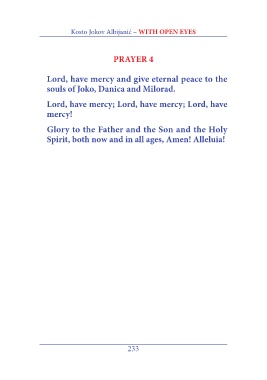 Kosto Jokov Albijanić – WITH OPEN EYES
PRAYER 4
Lord, have mercy and give eternal peace to the
souls of Joko, Danica and Milorad.
Lord, have mercy; Lord, have mercy; Lord, have
mercy!
Glory to the Father and the Son and the Holy
Spirit, both now and in all ages, Amen! Alleluia!
233